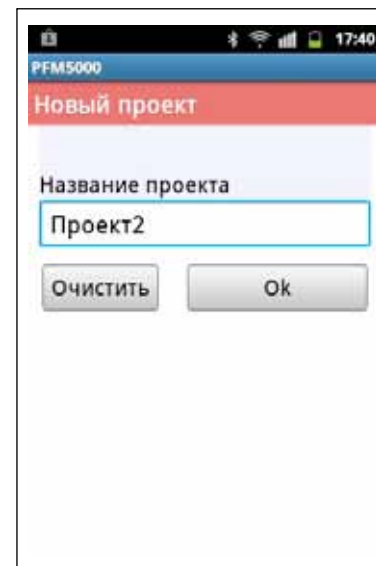 17:40
PFM5000
Новый проект
Название проекта
Проект2
Очистить Ok